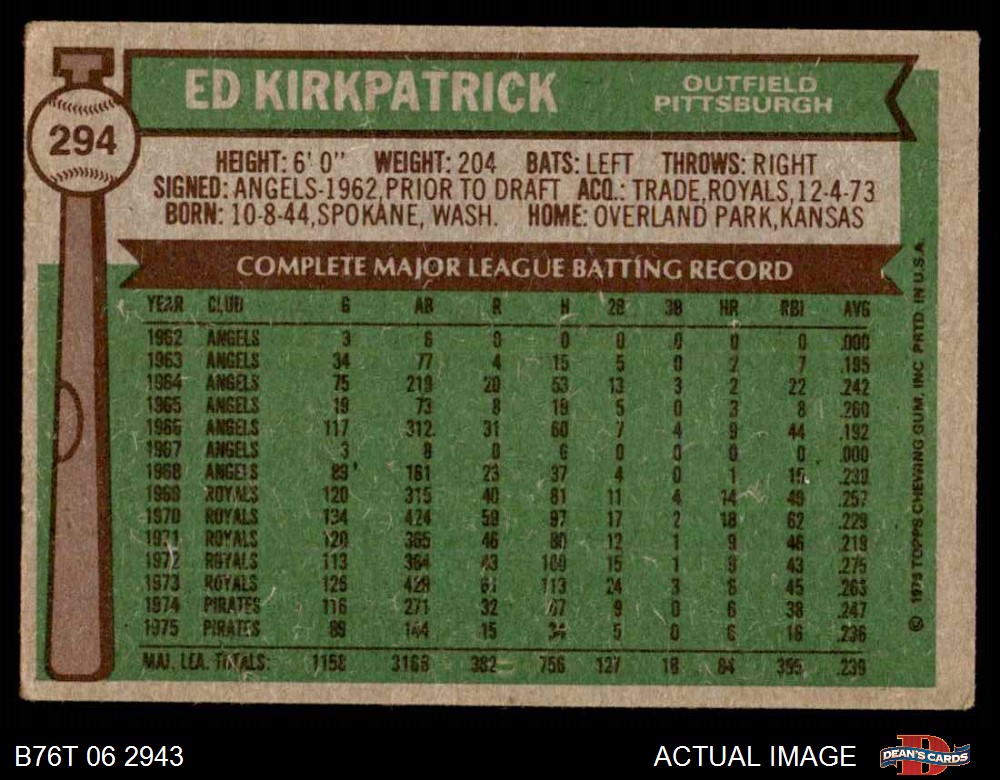 ED KIRKPATRICK
OUTFIELD
PITTSBURGH
294
HEIGHT: 6' 0" WEIGHT: 204 BATS: LEFT THROWS: RIGHT
SIGNED: ANGELS-1962, PRIOR TO DRAFT ACQ.: TRADE, ROYALS, 12-4-73
BORN: 10-8-44, SPOKANE, WASH. HOME: OVERLAND PARK, KANSAS
COMPLETE MAJOR LEAGUE BATTING RECORD
YEAR CLUB G AB R H 2B 3B HR RBI AVG
1962 ANGELS 3 6 0 0 0 0 0 0 .000
1963 ANGELS 34 77 4 15 5 0 2 7 .195
1964 ANGELS 75 219 20 53 13 3 2 22 .242
1965 ANGELS 19 73 8 19 5 0 3 8 .260
1966 ANGELS 117 312 31 60 7 4 9 44 .192
1967 ANGELS 3 8 0 0 0 0 0 .000
1968 ANGELS 161 23 37 4 0 1 15 .230
1969 ROYALS 120 315 40 81 11 4 14 49 .257
1970 ROYALS 134 424 59 97 17 2 18 62 .229
1971 ROYALS 120 365 46 80 12 1 9 46 .219
1972 ROYALS 113 364 43 100 15 1 9 43 .275
1973 ROYALS 126 429 61 113 24 3 6 45 .263
1974 PIRATES 116 271 32 67 9 0 6 38 .247
1975 PIRATES 89 144 15 34 5 0 6 16 .236
MAJ. LEA. TOTALS: 1158 3168 382 756 127 18 84 355 .239
© 1976 TOPPS CHEWING GUM, INC. PRTD. IN U.S.A.
B76T 06 2943
ACTUAL IMAGE
D
DEAN'S CARDS